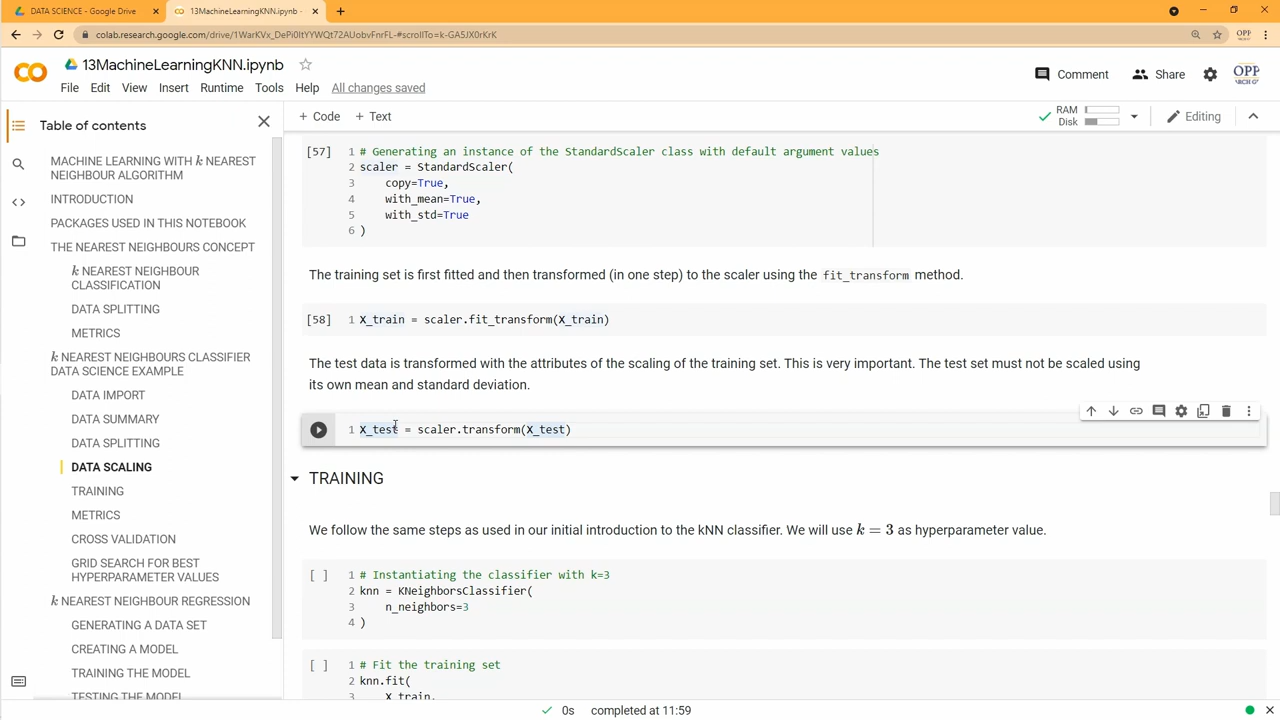 DATA SCIENCE - Google Drive
13MachineLearningKNN.ipynb -
colab.research.google.com/drive/1WarKVx_DePi0ItYYWQt72AUobvFnrFL-#scrollTo=k-GA5JX0rKrK
13MachineLearningKNN.ipynb
File Edit View Insert Runtime Tools Help All changes saved
Comment Share
OPP
Table of contents
MACHINE LEARNING WITH k NEAREST
NEIGHBOUR ALGORITHM
INTRODUCTION
PACKAGES USED IN THIS NOTEBOOK
THE NEAREST NEIGHBOURS CONCEPT
k NEAREST NEIGHBOUR
CLASSIFICATION
DATA SPLITTING
METRICS
k NEAREST NEIGHBOURS CLASSIFIER
DATA SCIENCE EXAMPLE
DATA IMPORT
DATA SUMMARY
DATA SPLITTING
DATA SCALING
TRAINING
METRICS
CROSS VALIDATION
GRID SEARCH FOR BEST
HYPERPARAMETER VALUES
k NEAREST NEIGHBOUR REGRESSION
GENERATING A DATA SET
CREATING A MODEL
TRAINING THE MODEL
TESTING THE MODEL
+ Code + Text
RAM
Disk
Editing
[57] 1 # Generating an instance of the StandardScaler class with default argument values
2 scaler = StandardScaler(
3 copy=True,
4 with_mean=True,
5 with_std=True
6 )
The training set is first fitted and then transformed (in one step) to the scaler using the fit_transform method.
[58] 1 X_train = scaler.fit_transform(X_train)
The test data is transformed with the attributes of the scaling of the training set. This is very important. The test set must not be scaled using
its own mean and standard deviation.
1 X_test = scaler.transform(X_test)
TRAINING
We follow the same steps as used in our initial introduction to the kNN classifier. We will use k = 3 as hyperparameter value.
[ ] 1 # Instantiating the classifier with k=3
2 knn = KNeighborsClassifier(
3 n_neighbors=3
4 )
[ ] 1 # Fit the training set
2 knn.fit(
3 X_train,
0s completed at 11:59